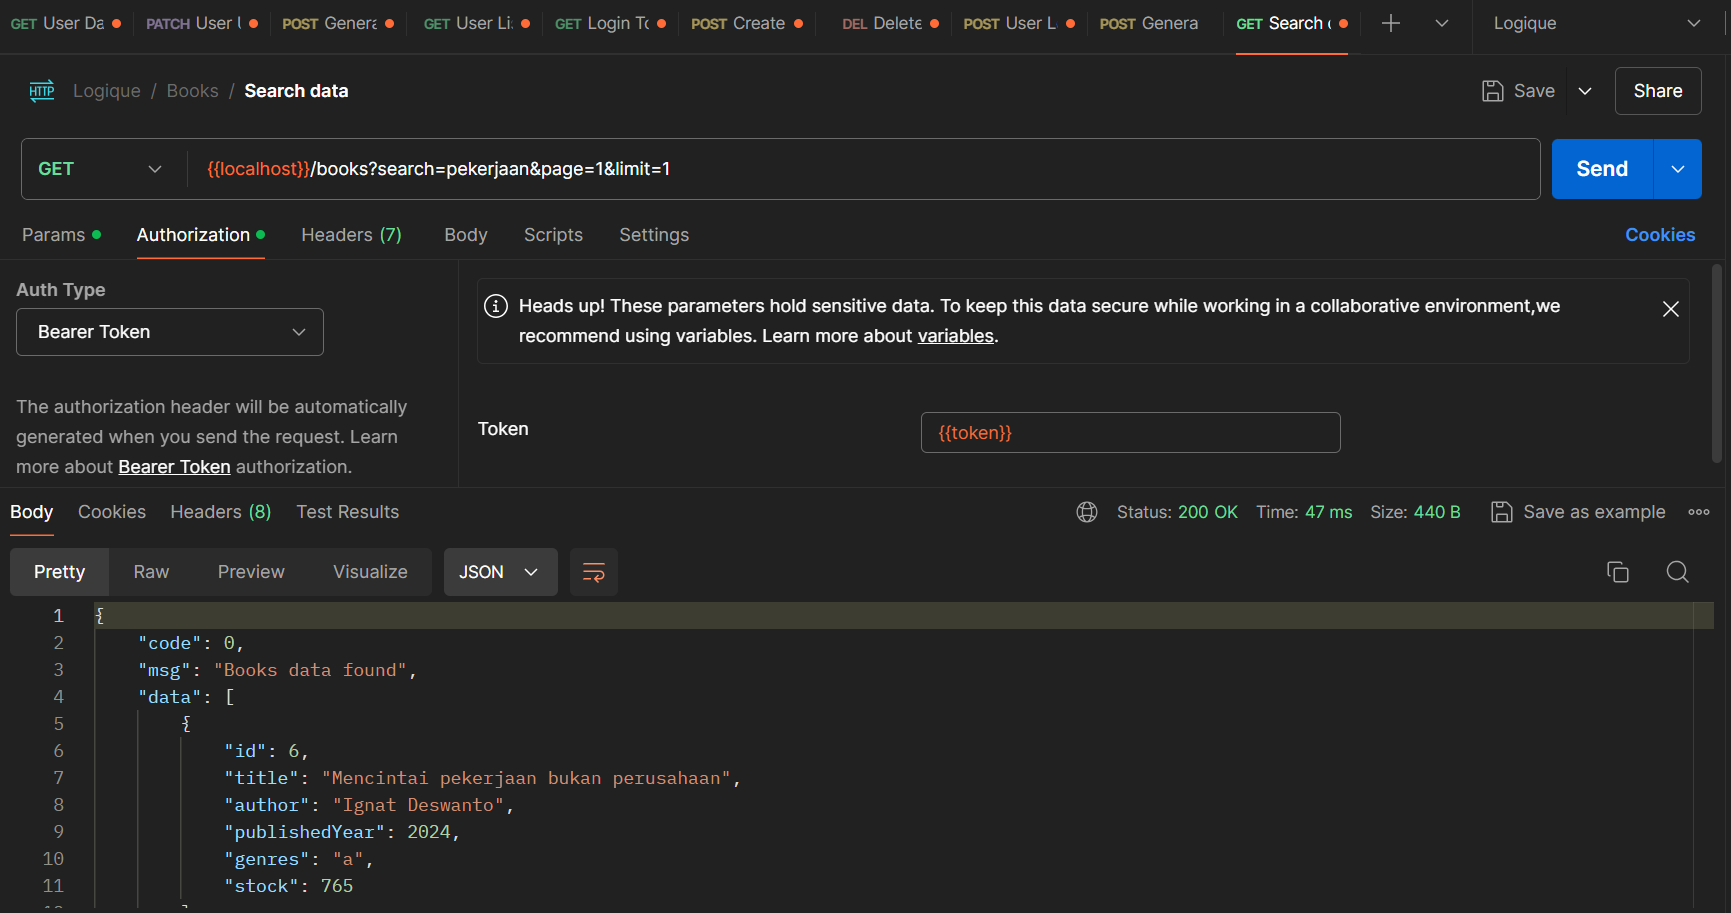 GET User Da PATCH User POST Genera GET User Li GET Login To POST Create DEL Delete POST User L POST Genera GET Search Logique
HTTP Logique / Books / Search data Save Share
GET {{localhost}}/books?search=pekerjaan&page=1&limit=1 Send
Params Authorization Headers (7) Body Scripts Settings Cookies
Auth Type
Bearer Token
Heads up! These parameters hold sensitive data. To keep this data secure while working in a collaborative environment,we
recommend using variables. Learn more about variables.
The authorization header will be automatically
generated when you send the request. Learn
more about Bearer Token authorization.
Token {{token}}
Body Cookies Headers (8) Test Results Status: 200 OK Time: 47 ms Size: 440 B Save as example
Pretty Raw Preview Visualize JSON
1 {
2 "code": 0,
3 "msg": "Books data found",
4 "data": [
5 {
6 "id": 6,
7 "title": "Mencintai pekerjaan bukan perusahaan",
8 "author": "Ignat Deswanto",
9 "publishedYear": 2024,
10 "genres": "a",
11 "stock": 765